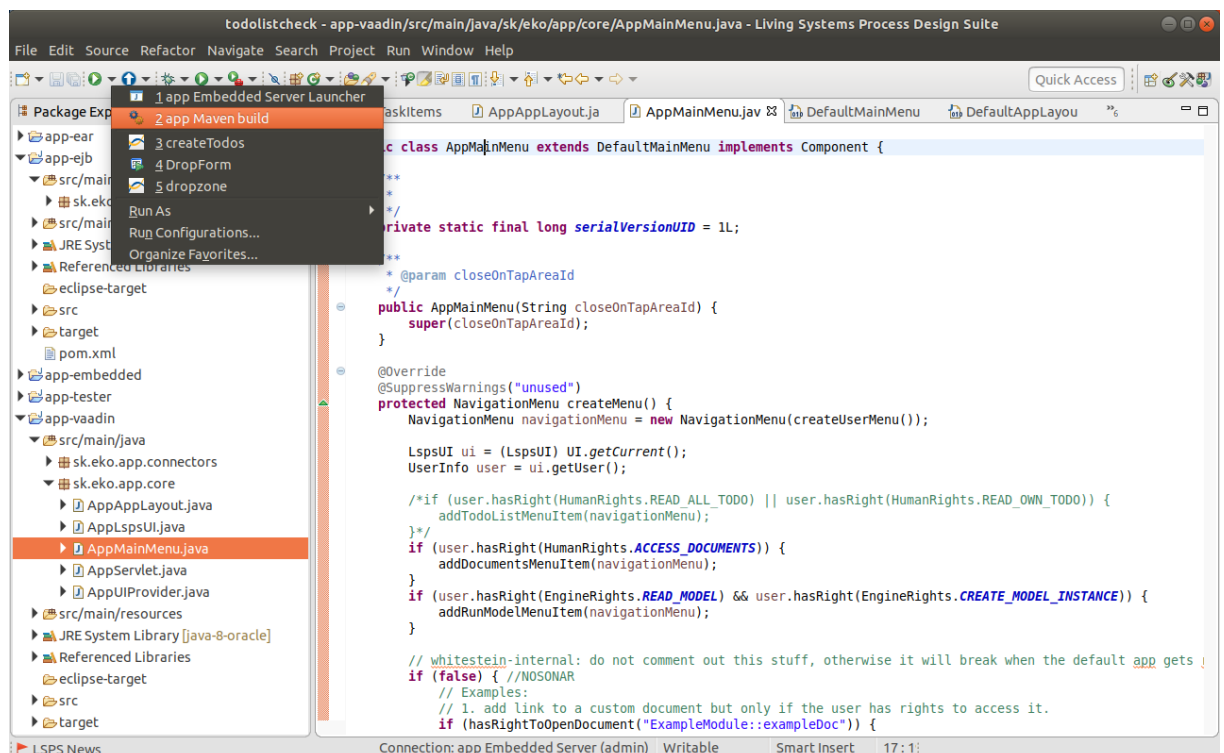 todolistcheck - app-vaadin/src/main/java/sk/eko/app/core/AppMainMenu.java - Living Systems Process Design Suite
File Edit Source Refactor Navigate Search Project Run Window Help
Quick Access
Package Exp
1 app Embedded Server Launcher
2 app Maven build
3 createTodos
4 DropForm
5 dropzone
Run As
Run Configurations...
Organize Favorites...
TaskItems
AppAppLayout.ja
AppMainMenu.jav
DefaultMainMenu
DefaultAppLayou
6
app-ear
app-ejb
src/main
sk.eko
src/main
JRE Syst
Referenced Libraries
eclipse-target
src
target
pom.xml
app-embedded
app-tester
app-vaadin
src/main/java
sk.eko.app.connectors
sk.eko.app.core
AppAppLayout.java
AppLspsUI.java
AppMainMenu.java
AppServlet.java
AppUIProvider.java
src/main/resources
JRE System Library [java-8-oracle]
Referenced Libraries
eclipse-target
src
target
ic class AppMainMenu extends DefaultMainMenu implements Component {
/**
*
*/
private static final long serialVersionUID = 1L;
/**
* @param closeOnTapAreaId
*/
public AppMainMenu(String closeOnTapAreaId) {
super(closeOnTapAreaId);
}
@Override
@SuppressWarnings("unused")
protected NavigationMenu createMenu() {
NavigationMenu navigationMenu = new NavigationMenu(createUserMenu());
LspsUI ui = (LspsUI) UI.getCurrent();
UserInfo user = ui.getUser();
/*if (user.hasRight(HumanRights.READ_ALL_TODO) || user.hasRight(HumanRights.READ_OWN_TODO)) {
addTodoListMenuItem(navigationMenu);
}*/
if (user.hasRight(HumanRights.ACCESS_DOCUMENTS)) {
addDocumentsMenuItem(navigationMenu);
}
if (user.hasRight(EngineRights.READ_MODEL) && user.hasRight(EngineRights.CREATE_MODEL_INSTANCE)) {
addRunModelMenuItem(navigationMenu);
}
// whitestein-internal: do not comment out this stuff, otherwise it will break when the default app gets
if (false) { //NOSONAR
// Examples:
// 1. add link to a custom document but only if the user has rights to access it.
if (hasRightToOpenDocument("ExampleModule::exampleDoc")) {
LSPS News
Connection: app Embedded Server (admin)
Writable
Smart Insert
17 : 1